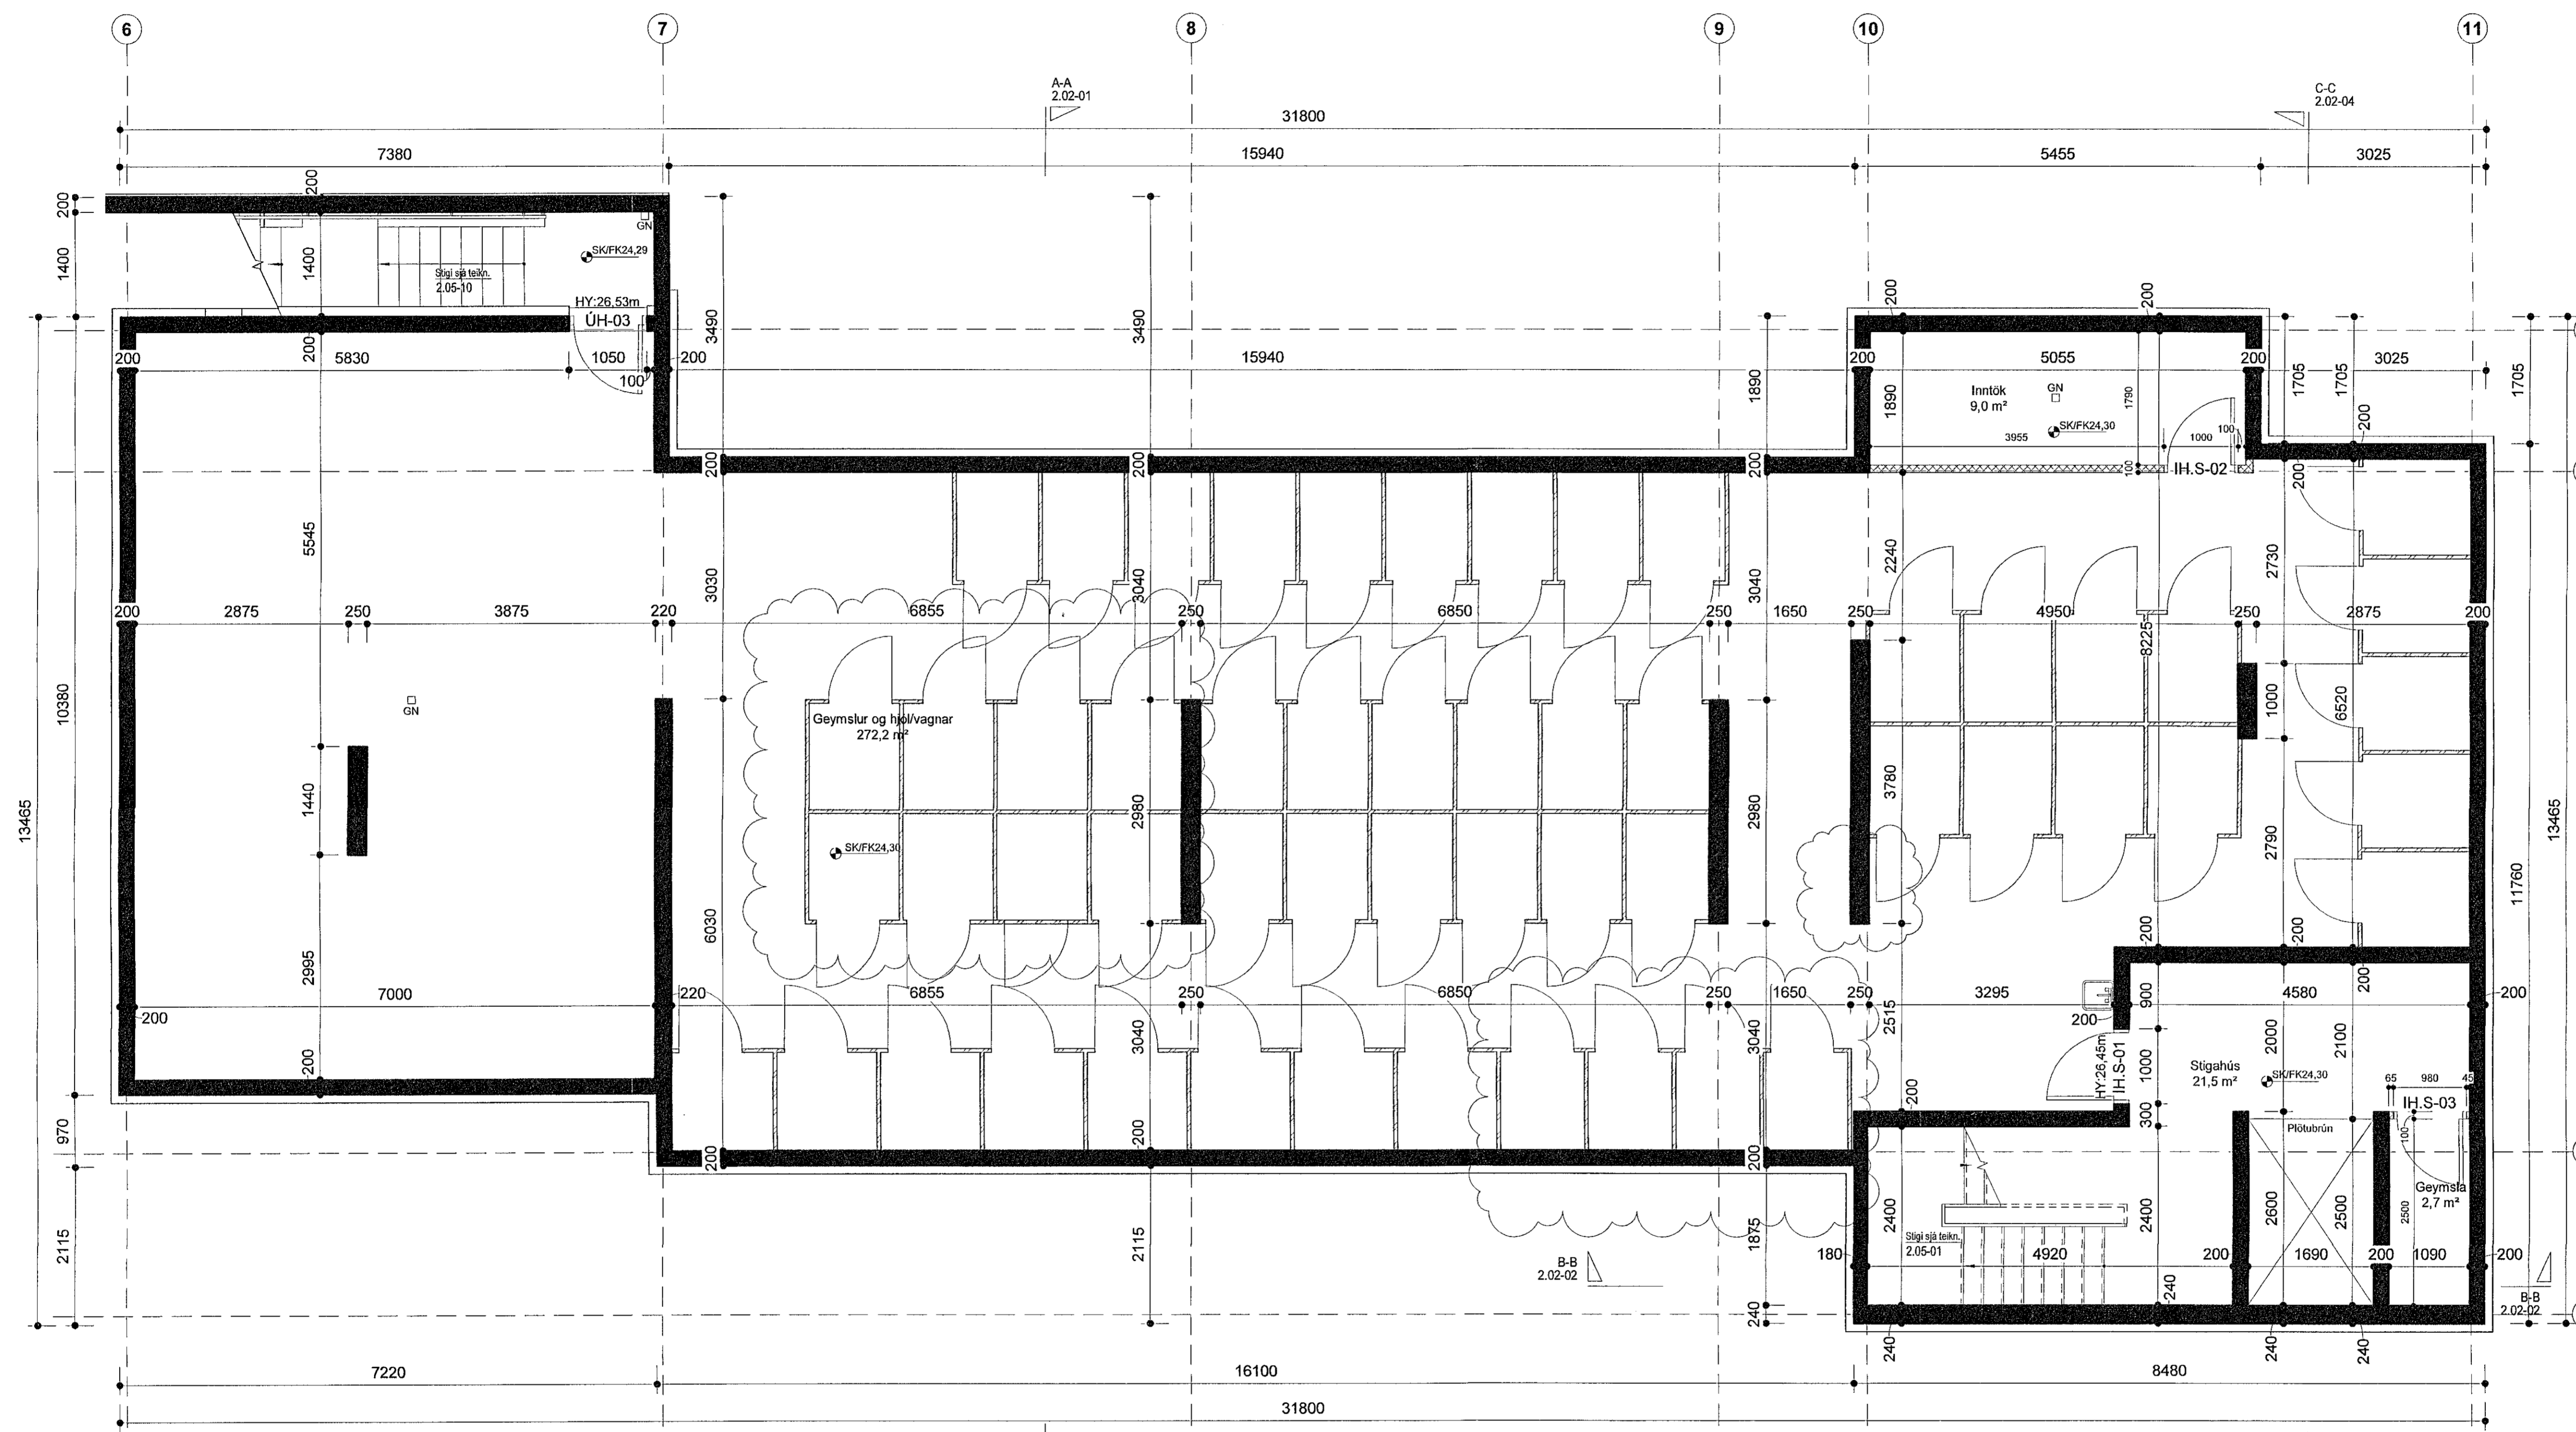 6 7 8 9 10 11
A-A
2.02-01
C-C
2.02-04
31800
7380 15940 5455 3025
200
200
1400
1400
GN
SK/FK24,29
Stigi sjá teikn.
2.05-10
HY:26,53m
ÚH-03
3490
3490
200
200
200 5830 1050 200 15940 200 5055 200 3025
100
200
1890
1890
1790
1705
1705
1705
Inntök
9,0 m²
GN
SK/FK24,30
3955 1000 100
200
200
200
200
100
IH.S-02
200
5545
3030
3040
3040
2240
2730
200 2875 250 3875 220 6855 250 6850 250 1650 250 4950 250 2875 200
8225
GN
10380
13465
13465
Geymslur og hjól/vagnar
272,2 m²
1000
6520
1440
2980
2980
3780
SK/FK24,30
2790
11760
6030
2995
200
200
200
7000 220 6855 250 6850 250 1650 250 3295 900 4580 200
200
200
3040
3040
2515
200
2000
2100
HY:26,45m
IH.S-01
1000
Stigahús
21,5 m²
SK/FK24,30
65 980 45
IH.S-03
200
970
200
200
200
300
Plötubrún
100
Geymsla
2,7 m²
2115
2115
1875
2400
2400
2600
2500
2500
Stigi sjá teikn.
2.05-01
180 4920 200 1690 200 1090 200
B-B
2.02-02
B-B
2.02-02
240
240
240
240
240
7220 16100 8480
31800